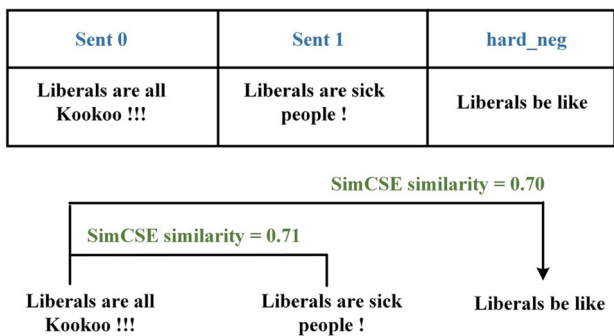 Sent 0 Sent 1 hard_neg
Liberals are all Liberals are sick Liberals be like
Kookoo !!! people !
SimCSE similarity = 0.70
SimCSE similarity = 0.71
Liberals are all Liberals are sick Liberals be like
Kookoo !!! people !